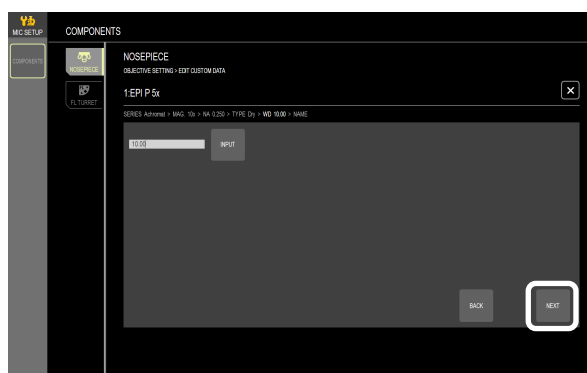 MIC SETUP
COMPONENTS
COMPONENTS
NOSEPIECE
FL TURRET
NOSEPIECE
OBJECTIVE SETTING > EDIT CUSTOM DATA
1:EPI P 5x
SERIES Achromat > MAG. 10x > NA 0.250 > TYPE Dry > WD 10.00 > NAME
10.00
INPUT
BACK
NEXT